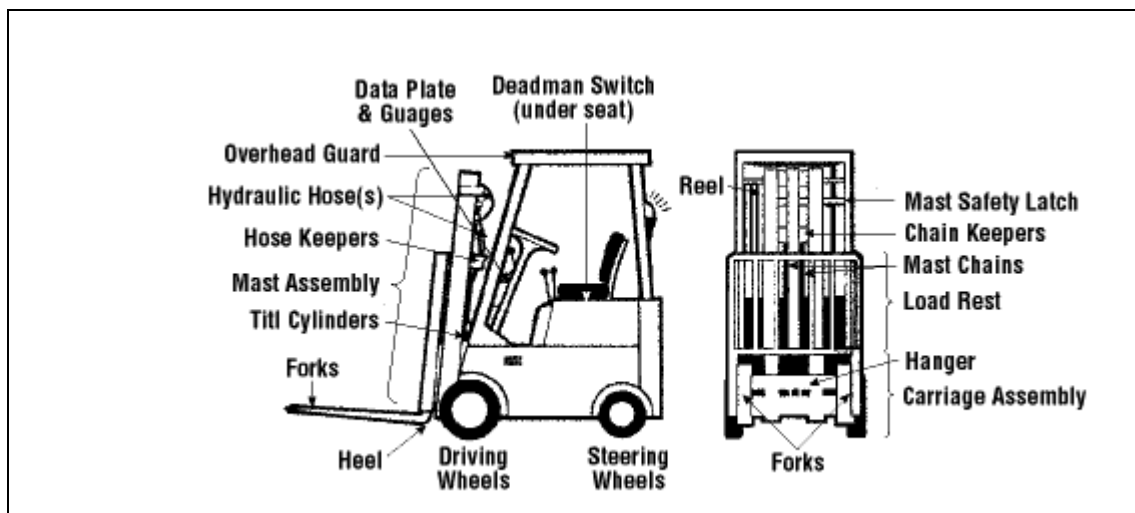 Data Plate
& Guages
Deadman Switch
(under seat)
Overhead Guard
Hydraulic Hose(s)
Hose Keepers
Mast Assembly
Titl Cylinders
Forks
Heel
Driving
Wheels
Steering
Wheels
Reel
Mast Safety Latch
Chain Keepers
Mast Chains
Load Rest
Hanger
Carriage Assembly
Forks